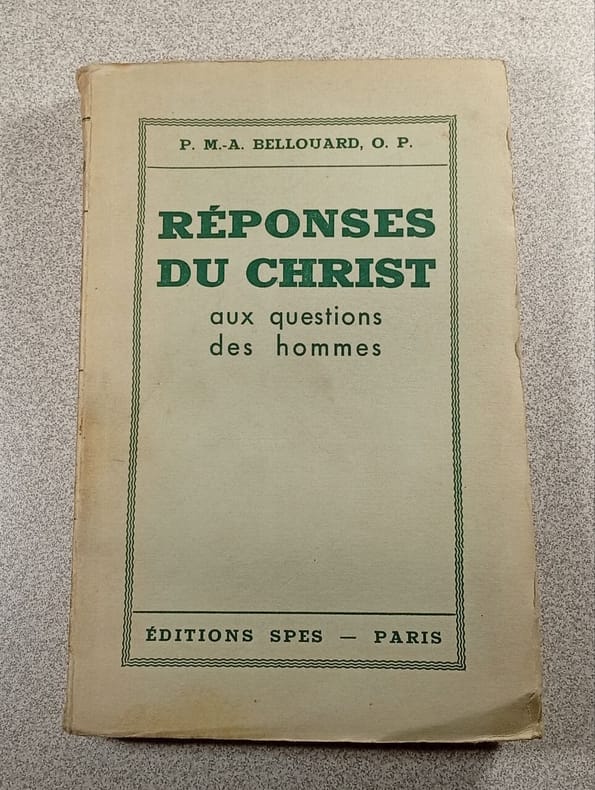 P. M.-A. BELLOUARD, O. P.
RÉPONSES
DU CHRIST
aux questions
des hommes
ÉDITIONS SPES — PARIS